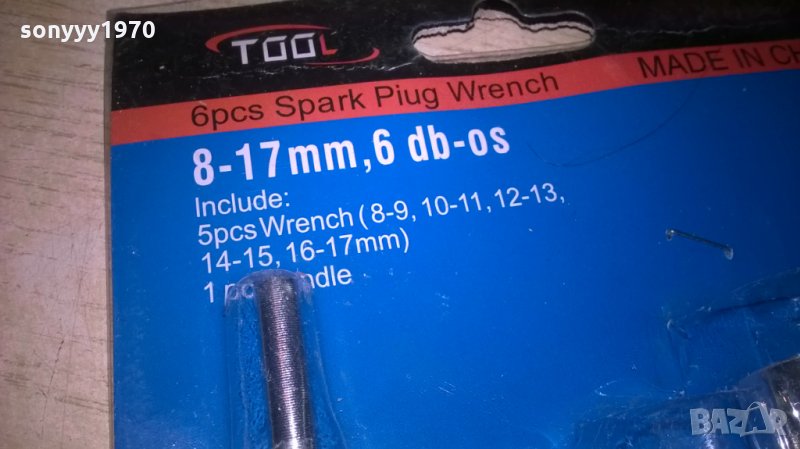 sonyyy1970
TOOL
6pcs Spark Piug Wrench
MADE IN
8-17mm,6 db-os
Include:
5pcs Wrench (8-9, 10-11, 12-13,
14-15, 16-17mm)
1
BAZAR